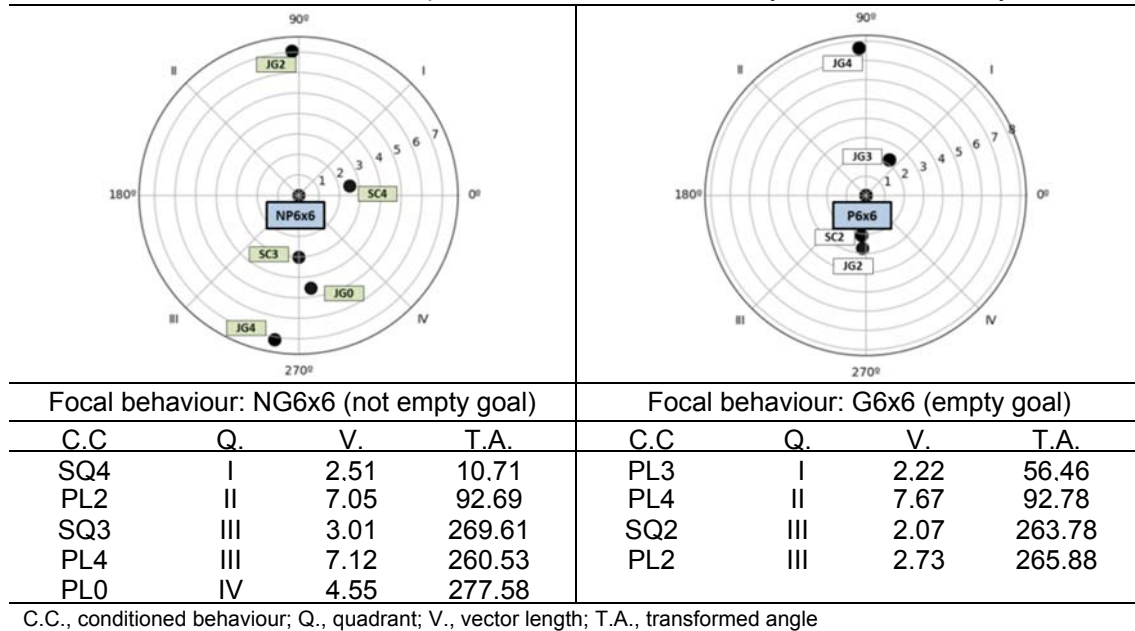 90º
II
I
JG2
1 2 3 4 5 6 7
180º
0º
SC4
NP6x6
SC3
JG0
JG4
III
IV
270º
90º
II
I
JG4
1 2 3 4 5 6 7 8
JG3
180º
0º
P6x6
SC2
JG2
III
IV
270º
Focal behaviour: NG6x6 (not empty goal)
Focal behaviour: G6x6 (empty goal)
C.C Q. V. T.A. C.C Q. V. T.A.
SQ4 I 2.51 10.71 PL3 I 2.22 56.46
PL2 II 7.05 92.69 PL4 II 7.67 92.78
SQ3 III 3.01 269.61 SQ2 III 2.07 263.78
PL4 III 7.12 260.53 PL2 III 2.73 265.88
PL0 IV 4.55 277.58
C.C., conditioned behaviour; Q., quadrant; V., vector length; T.A., transformed angle